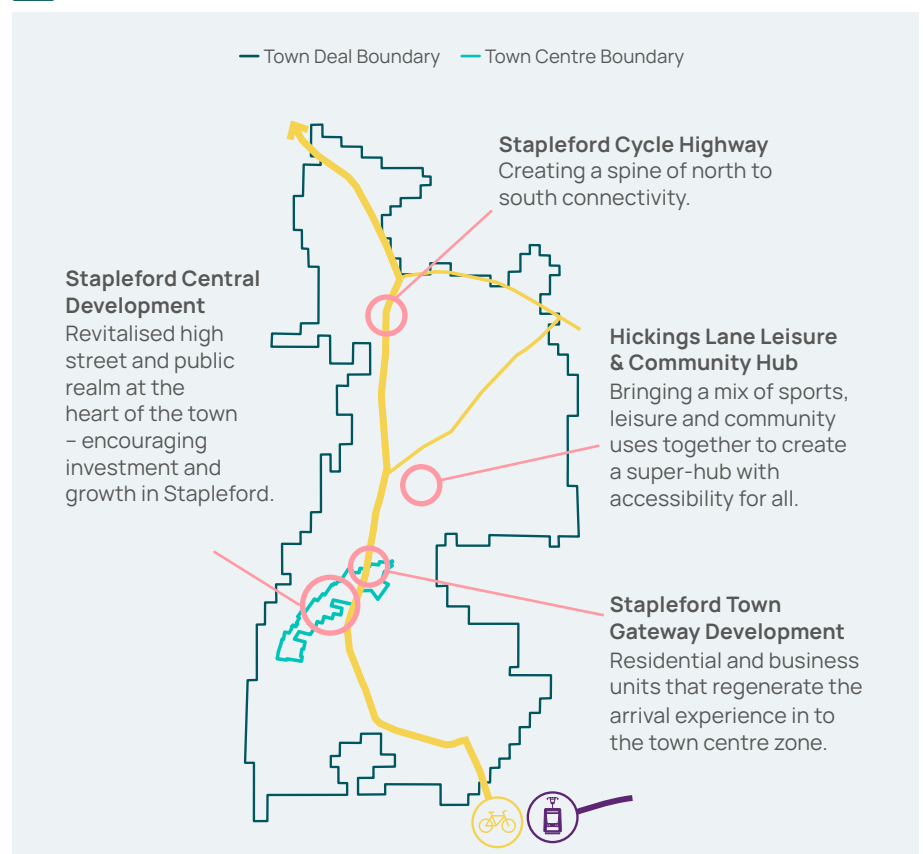 Town Deal Boundary
Town Centre Boundary
Stapleford Cycle Highway
Creating a spine of north to
south connectivity.
Stapleford Central
Development
Revitalised high
street and public
realm at the
heart of the town
– encouraging
investment and
growth in Stapleford.
Hickings Lane Leisure
& Community Hub
Bringing a mix of sports,
leisure and community
uses together to create
a super-hub with
accessibility for all.
Stapleford Town
Gateway Development
Residential and business
units that regenerate the
arrival experience in to
the town centre zone.